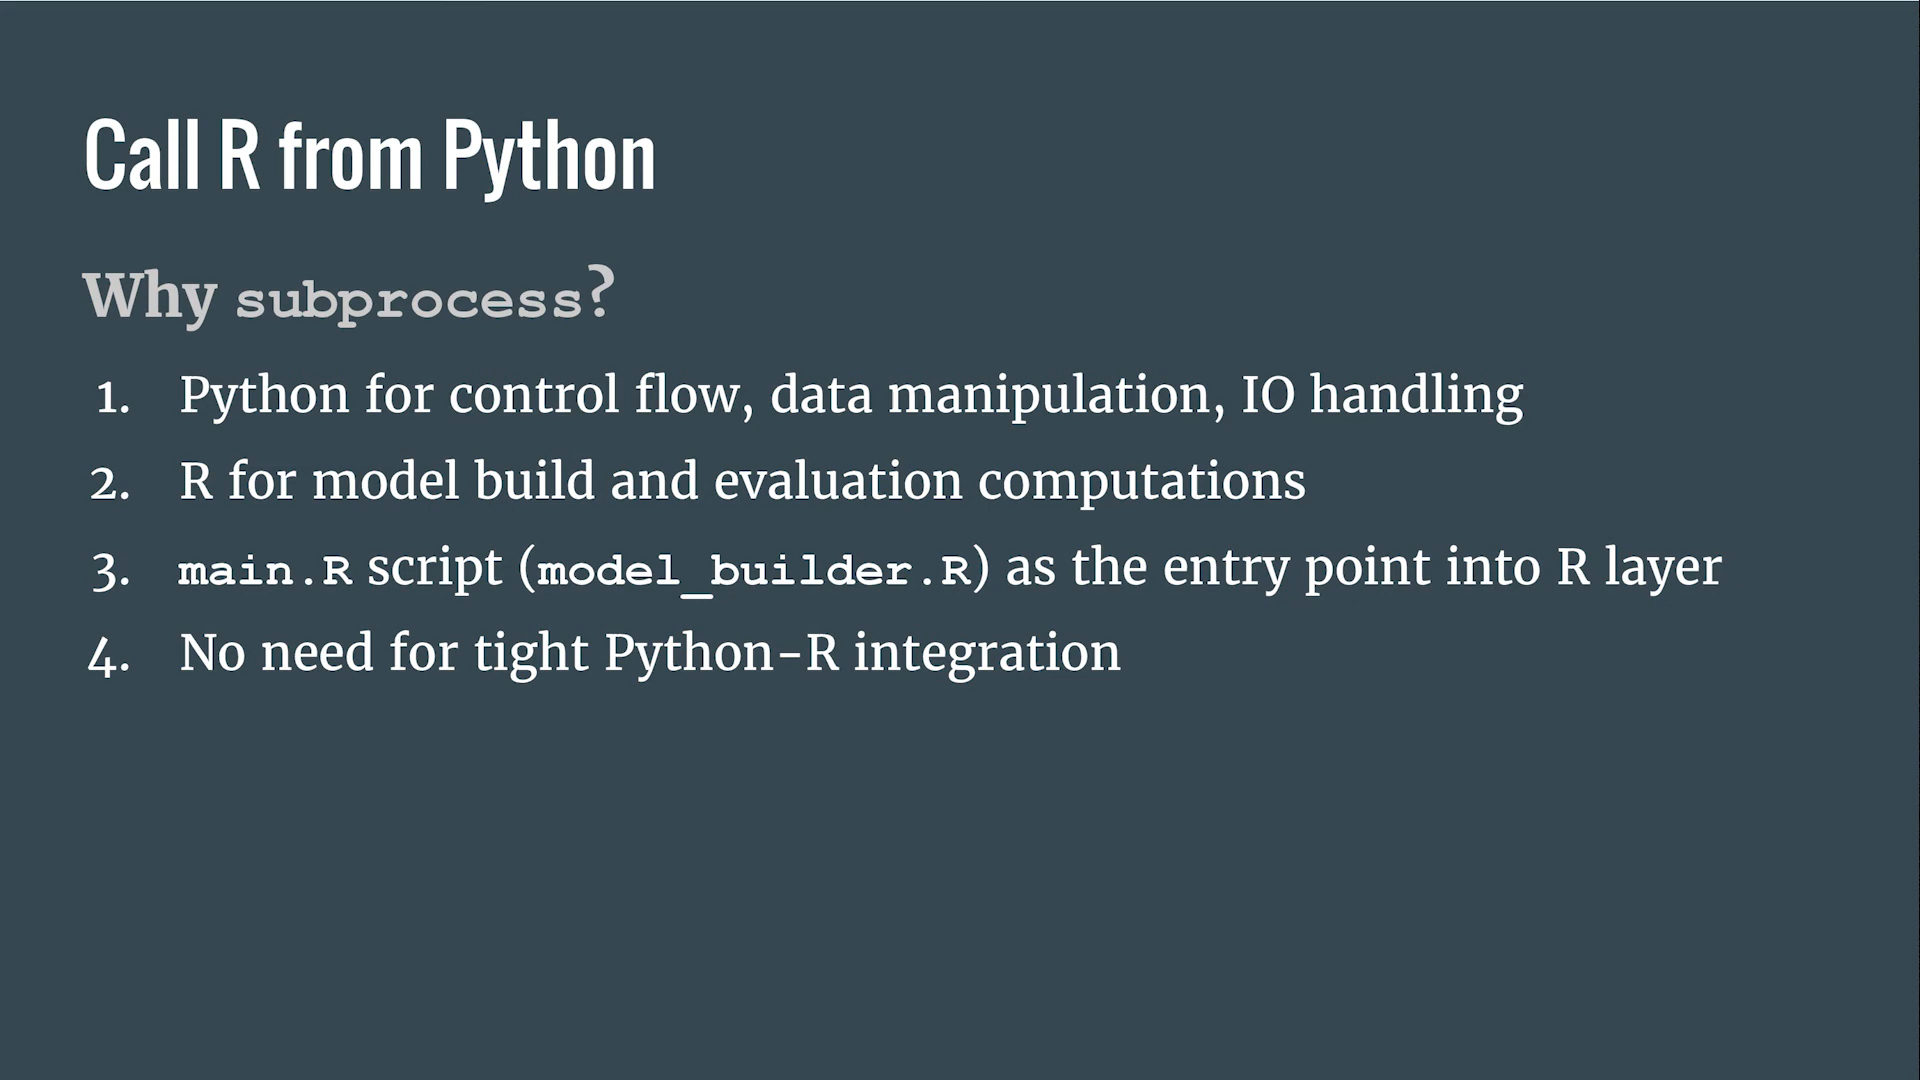 Call R from Python
Why subprocess?
1. Python for control flow, data manipulation, IO handling
2. R for model build and evaluation computations
3. main.R script (model_builder.R) as the entry point into R layer
4. No need for tight Python-R integration